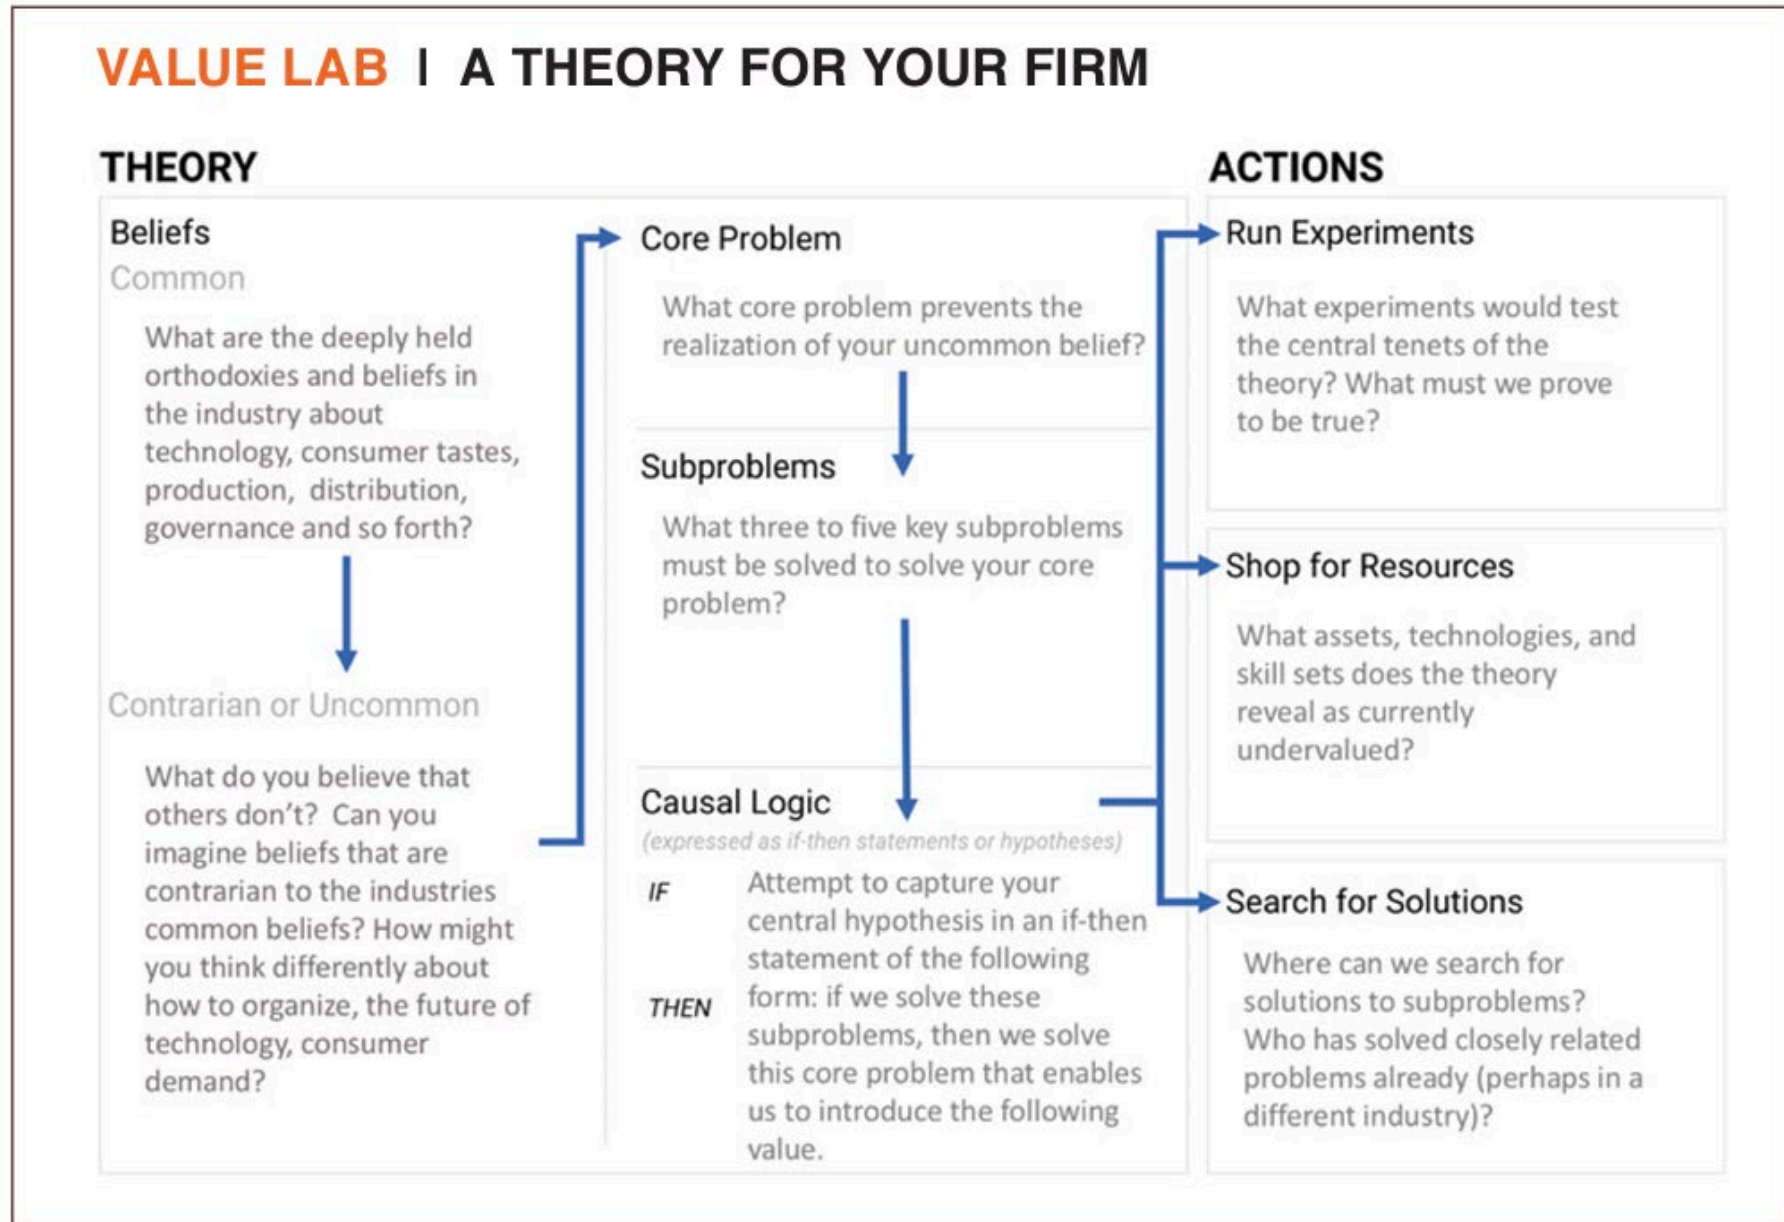 VALUE LAB | A THEORY FOR YOUR FIRM
THEORY
Beliefs
Common
What are the deeply held
orthodoxies and beliefs in
the industry about
technology, consumer tastes,
production, distribution,
governance and so forth?
Contrarian or Uncommon
What do you believe that
others don't? Can you
imagine beliefs that are
contrarian to the industries
common beliefs? How might
you think differently about
how to organize, the future of
technology, consumer
demand?
Core Problem
What core problem prevents the
realization of your uncommon belief?
Subproblems
What three to five key subproblems
must be solved to solve your core
problem?
Causal Logic
(expressed as if-then statements or hypotheses)
IF
THEN
Attempt to capture your
central hypothesis in an if-then
statement of the following
form: if we solve these
subproblems, then we solve
this core problem that enables
us to introduce the following
value.
ACTIONS
Run Experiments
What experiments would test
the central tenets of the
theory? What must we prove
to be true?
Shop for Resources
What assets, technologies, and
skill sets does the theory
reveal as currently
undervalued?
Search for Solutions
Where can we search for
solutions to subproblems?
Who has solved closely related
problems already (perhaps in a
different industry)?